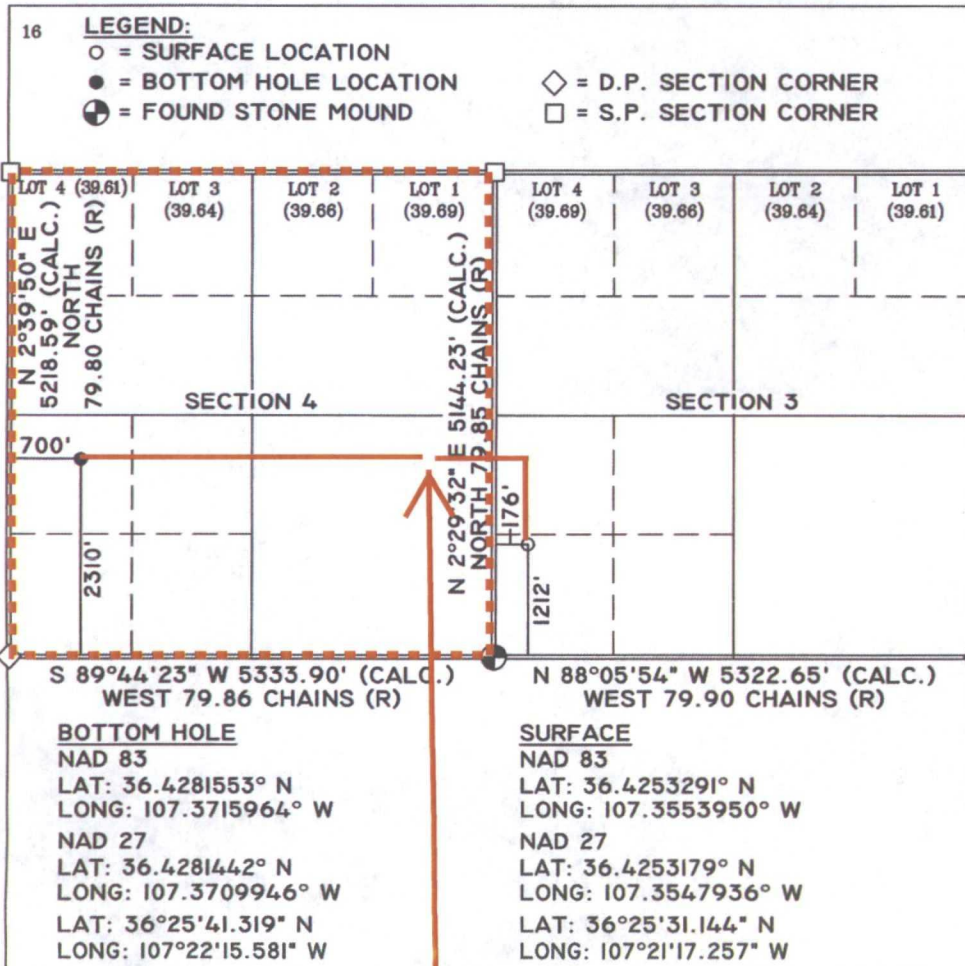 16
LEGEND:
○ = SURFACE LOCATION
● = BOTTOM HOLE LOCATION
= FOUND STONE MOUND
◇ = D.P. SECTION CORNER
□ = S.P. SECTION CORNER
LOT 4 (39.61)
LOT 3
(39.64)
LOT 2
(39.66)
LOT 1
(39.69)
LOT 4
(39.69)
LOT 3
(39.66)
LOT 2
(39.64)
LOT 1
(39.61)
N 2°39'50" E
5218.59' (CALC.)
NORTH
79.80 CHAINS (R)
N 2°29'32" E 5144.23' (CALC.)
NORTH 79.85 CHAINS (R)
SECTION 4
SECTION 3
700'
2310'
176'
1212'
S 89°44'23" W 5333.90' (CALC.)
WEST 79.86 CHAINS (R)
N 88°05'54" W 5322.65' (CALC.)
WEST 79.90 CHAINS (R)
BOTTOM HOLE
NAD 83
LAT: 36.4281553° N
LONG: 107.3715964° W
NAD 27
LAT: 36.4281442° N
LONG: 107.3709946° W
LAT: 36°25'41.319" N
LONG: 107°22'15.581" W
SURFACE
NAD 83
LAT: 36.4253291° N
LONG: 107.3553950° W
NAD 27
LAT: 36.4253179° N
LONG: 107.3547936° W
LAT: 36°25'31.144" N
LONG: 107°21'17.257" W